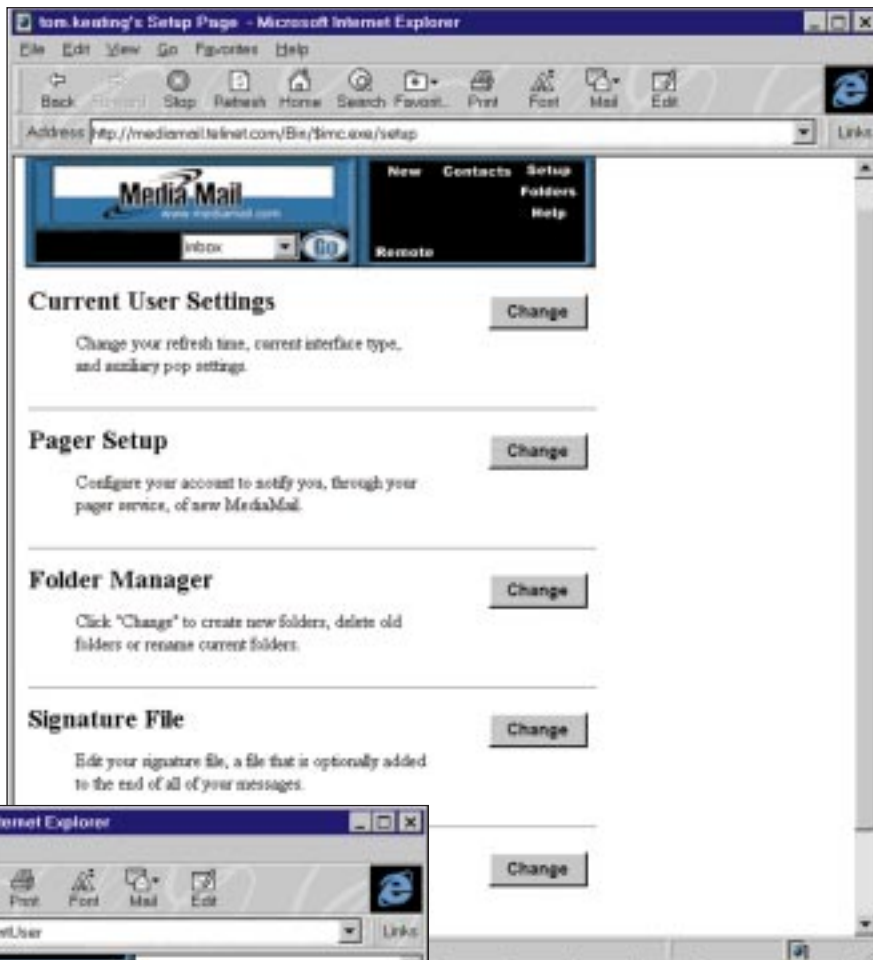 tom.keating's Setup Page - Microsoft Internet Explorer
File Edit View Go Favorites Help
Back Forward Stop Refresh Home Search Favorit.. Print Font Mail Edit
Address http://mediamail.telinet.com/Bin/$imc.exe/setup Links
Media Mail
www.mediamail.com
New Contacts Setup
Folders
Help
inbox Go Remote
Current User Settings Change
Change your refresh time, current interface type,
and auxiliary pop settings.
Pager Setup Change
Configure your account to notify you, through your
pager service, of new MediaMail.
Folder Manager Change
Click "Change" to create new folders, delete old
folders or rename current folders.
Signature File Change
Edit your signature file, a file that is optionally added
to the end of all of your messages.
Change
ternet Explorer
Print Font Mail Edit
entUser Links